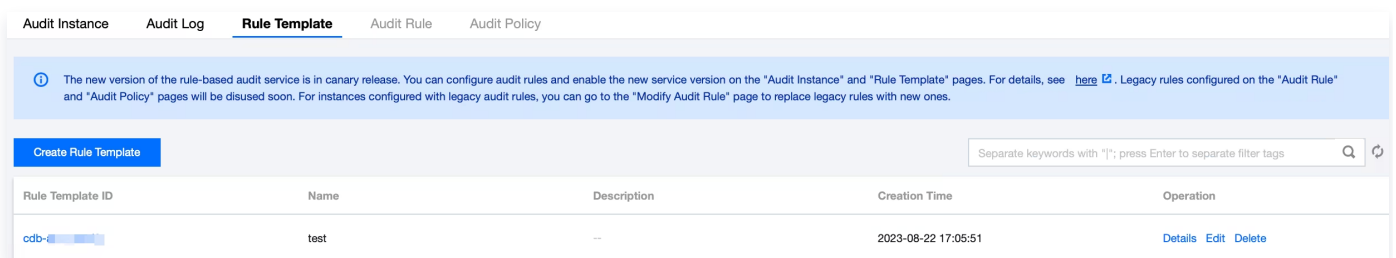 Audit Instance Audit Log Rule Template Audit Rule Audit Policy
The new version of the rule-based audit service is in canary release. You can configure audit rules and enable the new service version on the "Audit Instance" and "Rule Template" pages. For details, see here. Legacy rules configured on the "Audit Rule"
and "Audit Policy" pages will be disused soon. For instances configured with legacy audit rules, you can go to the "Modify Audit Rule" page to replace legacy rules with new ones.
Create Rule Template Separate keywords with "|"; press Enter to separate filter tags
Rule Template ID Name Description Creation Time Operation
cdb- test -- 2023-08-22 17:05:51 Details Edit Delete